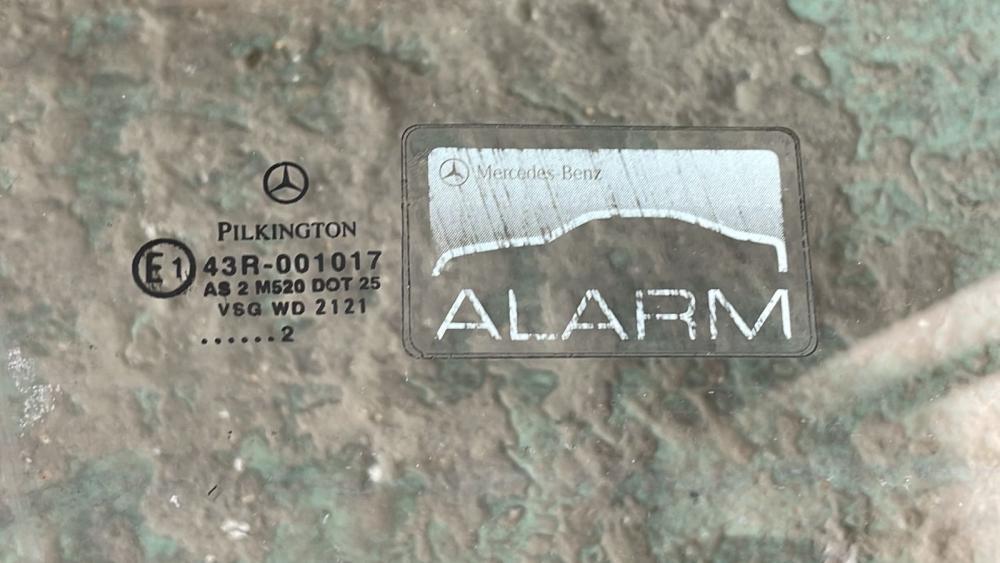 PILKINGTON
E1 43R-001017
AS 2 M520 DOT 25
VSG WD 2121
......2
Mercedes-Benz
ALARM